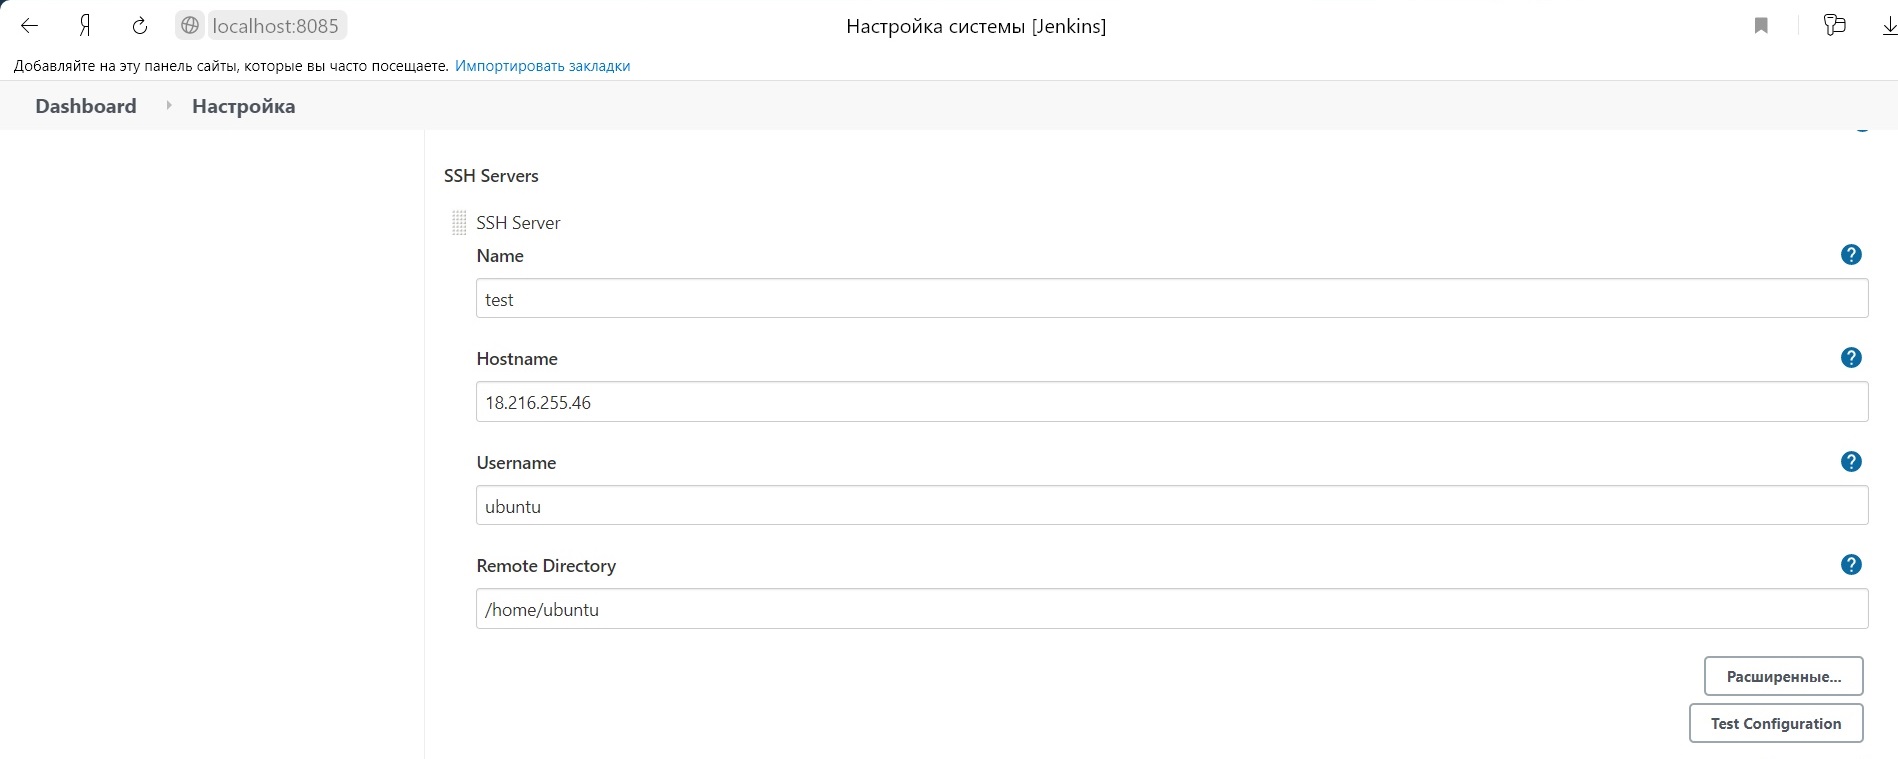 Я localhost:8085 Настройка системы [Jenkins]
Добавляйте на эту панель сайты, которые вы часто посещаете. Импортировать закладки
Dashboard Настройка
SSH Servers
SSH Server
Name ?
test
Hostname ?
18.216.255.46
Username ?
ubuntu
Remote Directory ?
/home/ubuntu
Расширенные...
Test Configuration